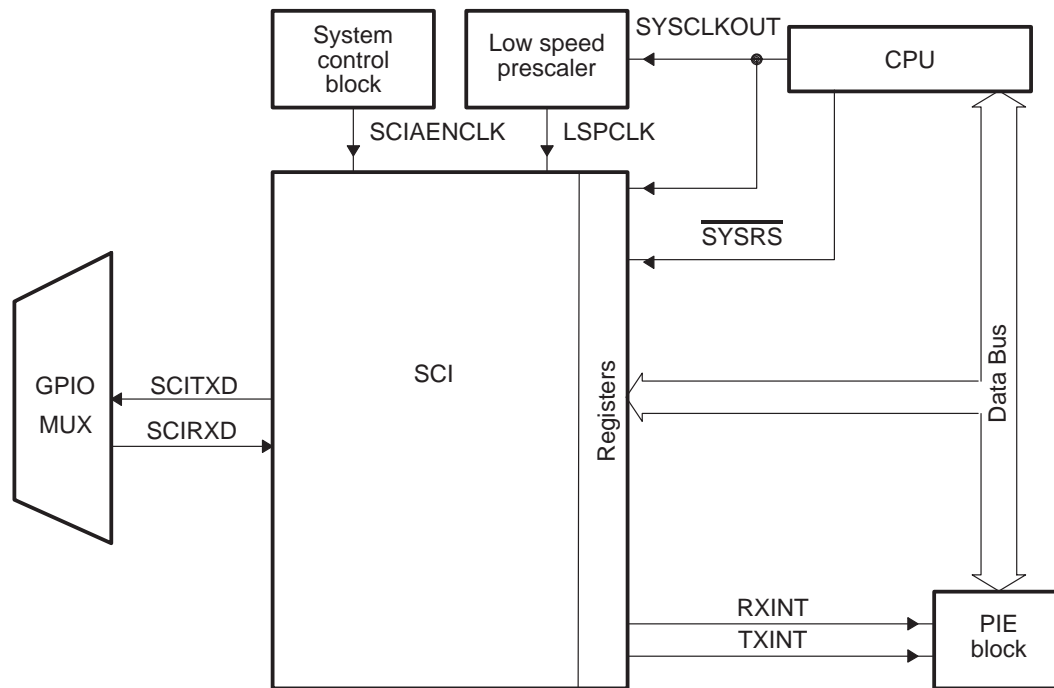 System
control
block
Low speed
prescaler
SYSCLKOUT
CPU
SCIAENCLK
LSPCLK
SYSRS
GPIO
MUX
SCITXD
SCIRXD
SCI
Registers
Data Bus
RXINT
TXINT
PIE
block